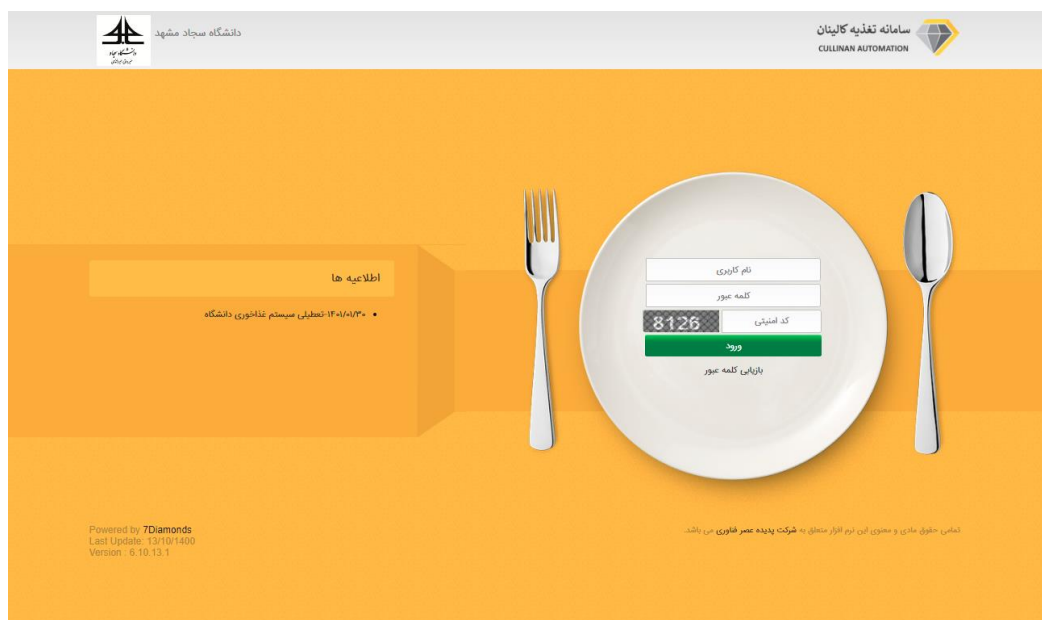 سامانه تغذیه کالینان
CULLINAN AUTOMATION
دانشگاه سجاد مشهد
نام کاربری
کلمه عبور
کد امنیتی
8126
ورود
بازیابی کلمه عبور
اطلاعیه ها
۱۴۰۱/۰۱/۳۰-تعطیلی سیستم غذاخوری دانشگاه
تمامی حقوق مادی و معنوی این نرم افزار متعلق به شرکت پدیده عصر فناوری می باشد.
Powered by 7Diamonds
Last Update: 13/10/1400
Version : 6.10.13.1